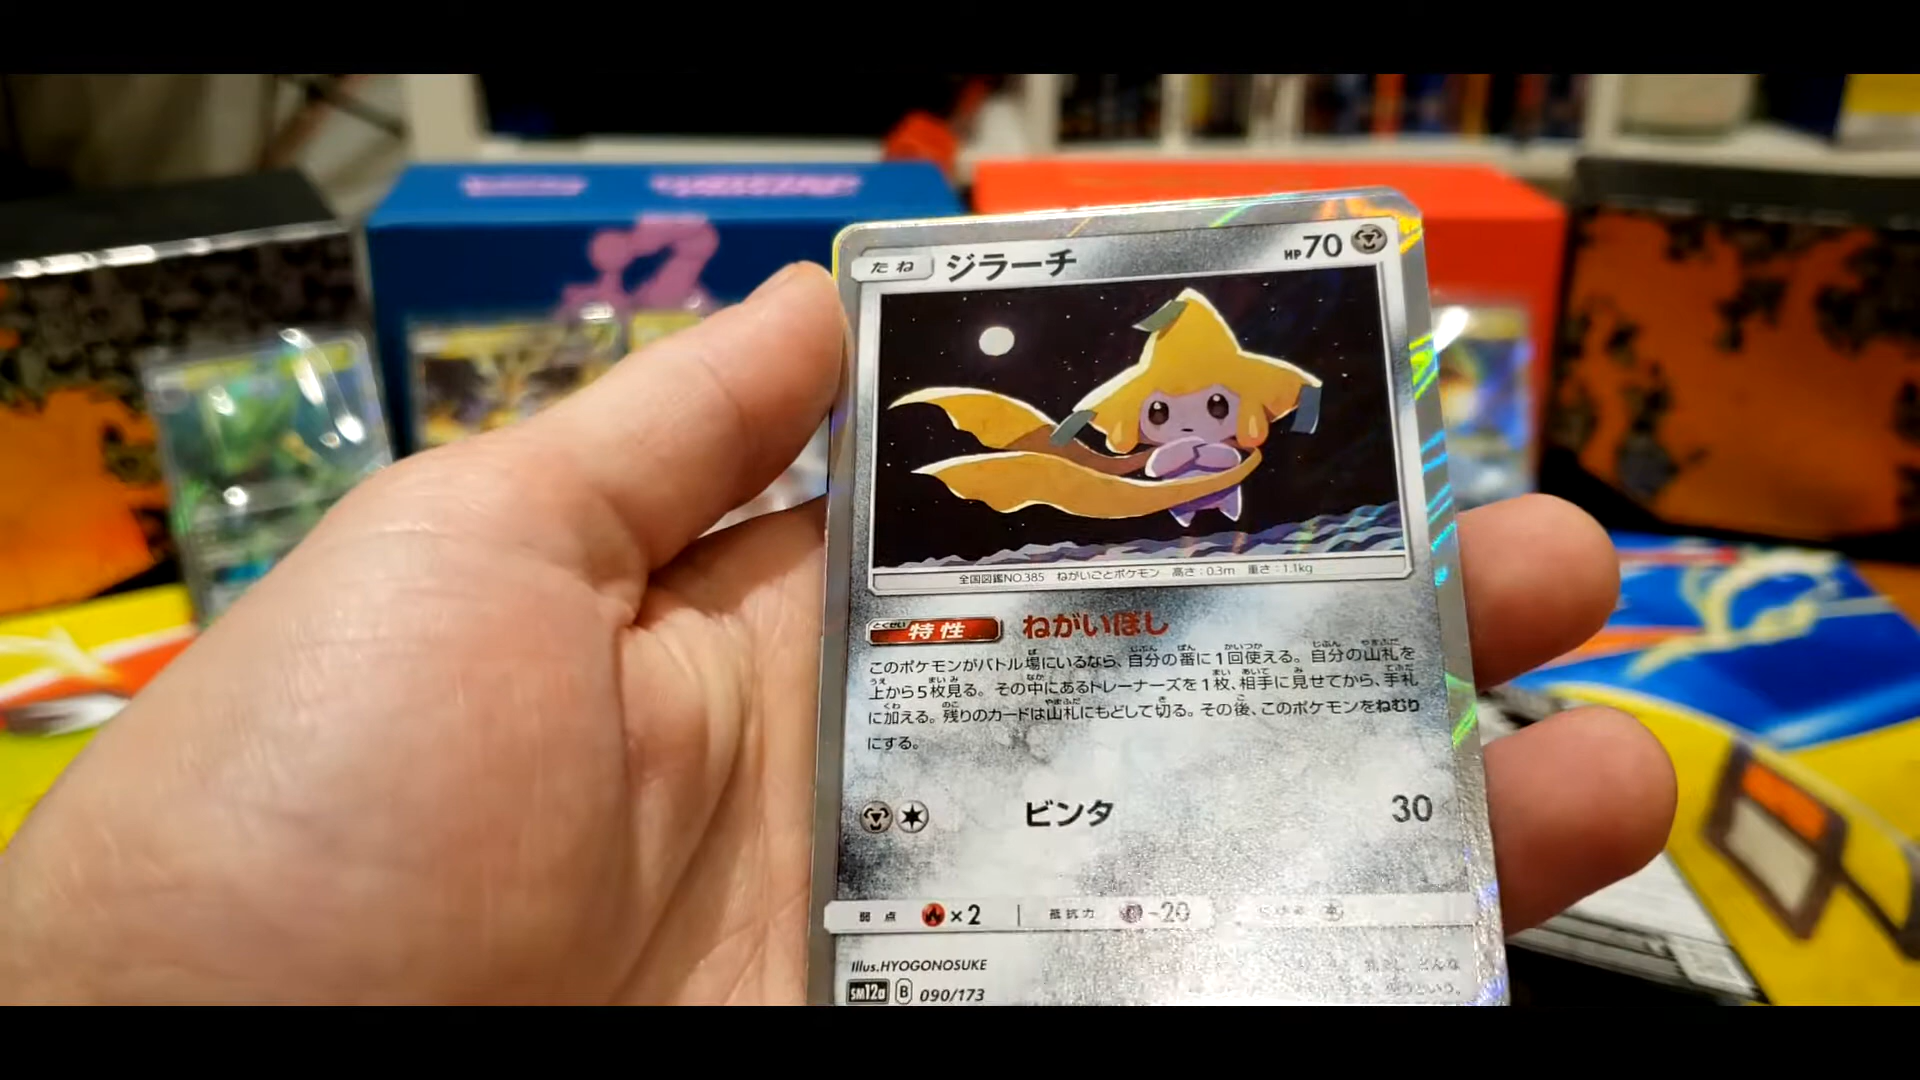 たね ジラーチ HP70
全国図鑑NO.385 ねがいごとポケモン 高さ：0.3m 重さ：1.1kg
とくせい 特性 ねがいぼし
このポケモンがバトル場にいるなら、自分の番に1回使える。自分の山札を
上から5枚見る。その中にあるトレーナーズを1枚、相手に見せてから、手札
に加える。残りのカードは山札にもどして切る。その後、このポケモンをねむり
にする。
ビンタ 30
弱点 ×2 抵抗力 -20 にげる
Illus.HYOGONOSUKE
SM12a B 090/173